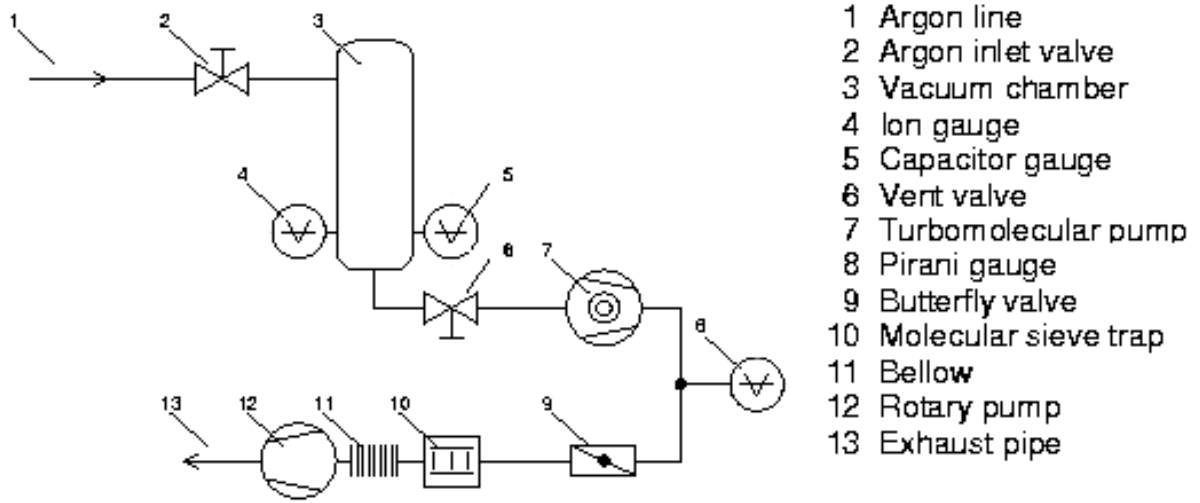 1 2 3
4 5
6 7
8
13 12 11 10 9
1 Argon line
2 Argon inlet valve
3 Vacuum chamber
4 Ion gauge
5 Capacitor gauge
6 Vent valve
7 Turbomolecular pump
8 Pirani gauge
9 Butterfly valve
10 Molecular sieve trap
11 Bellow
12 Rotary pump
13 Exhaust pipe